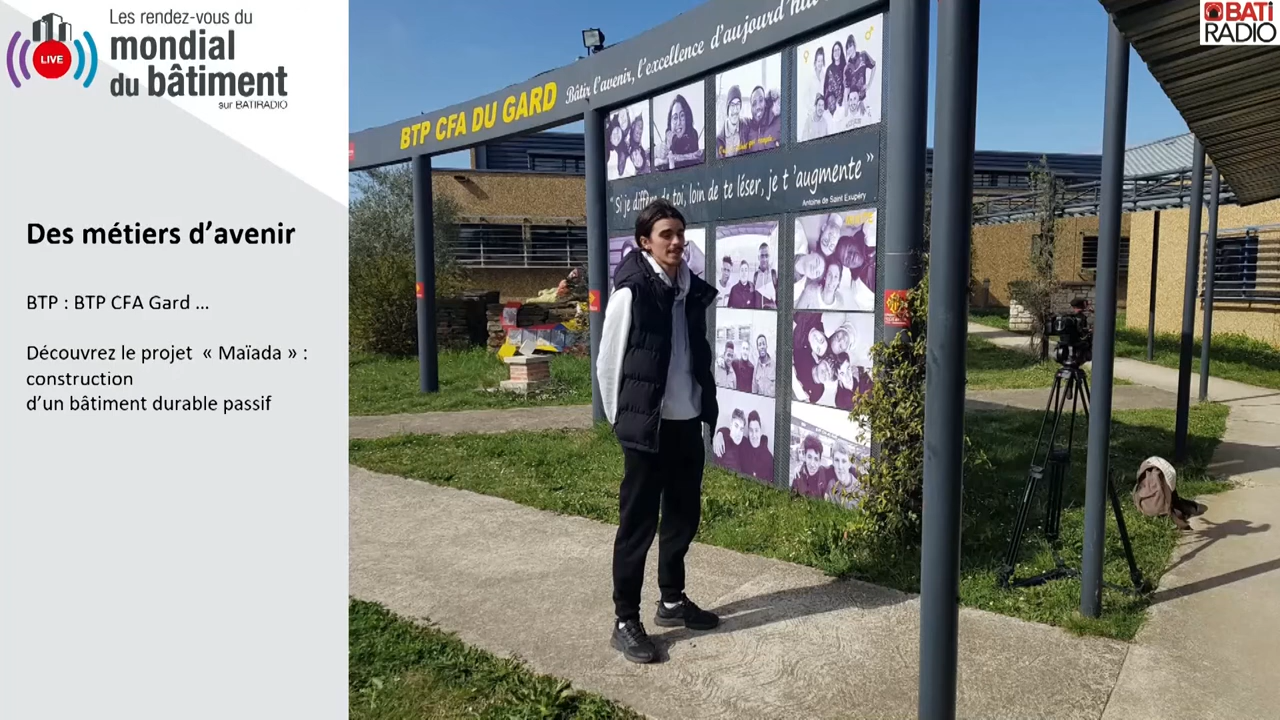 Les rendez-vous du
mondial
du bâtiment
sur BATIRADIO
LIVE
BATI
RADIO
Des métiers d’avenir
BTP : BTP CFA Gard ...
Découvrez le projet « Maïada » :
construction
d’un bâtiment durable passif
BTP CFA DU GARD
Bâtir l'avenir, l'excellence d'aujourd'hui
" Si je diffère de toi, loin de te léser, je t'augmente "
Antoine de Saint Exupéry